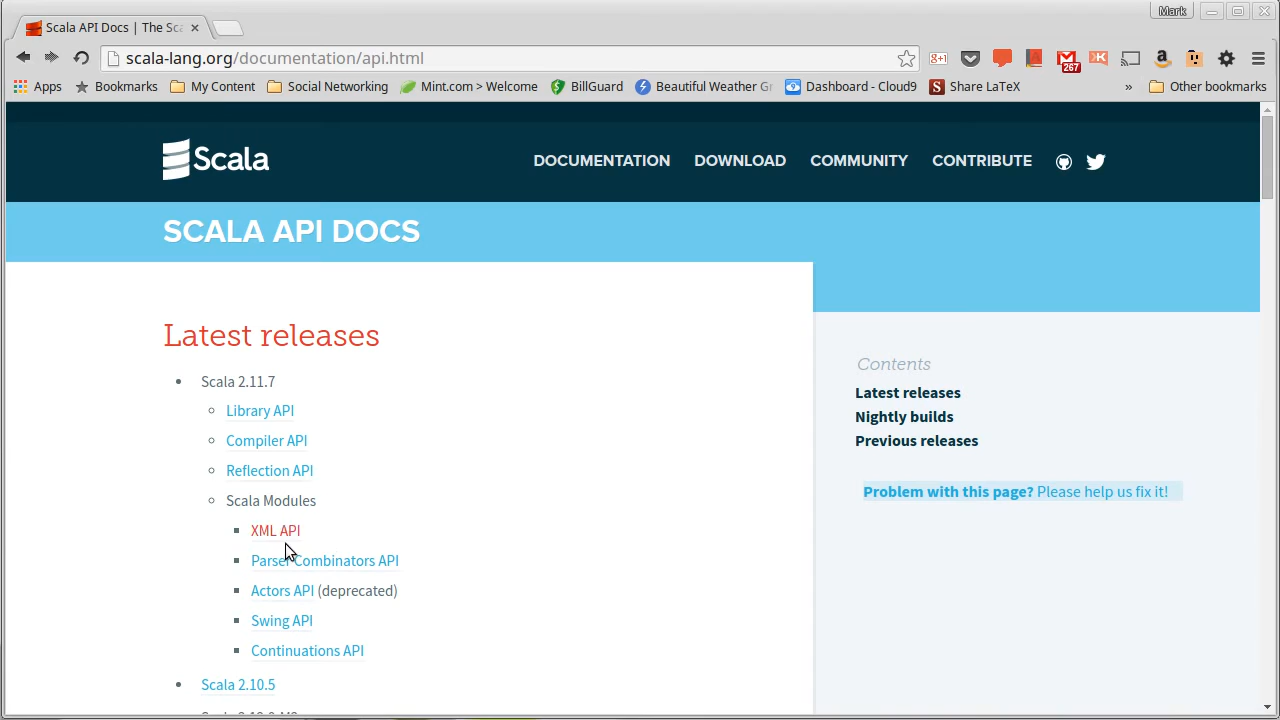 Mark
Scala API Docs | The Sca
scala-lang.org/documentation/api.html
267
Apps Bookmarks My Content Social Networking Mint.com > Welcome BillGuard Beautiful Weather Gr Dashboard - Cloud9 Share LaTeX » Other bookmarks
Scala DOCUMENTATION DOWNLOAD COMMUNITY CONTRIBUTE
SCALA API DOCS
Latest releases
Scala 2.11.7
Library API
Compiler API
Reflection API
Scala Modules
XML API
Parser Combinators API
Actors API (deprecated)
Swing API
Continuations API
Scala 2.10.5
Contents
Latest releases
Nightly builds
Previous releases
Problem with this page? Please help us fix it!